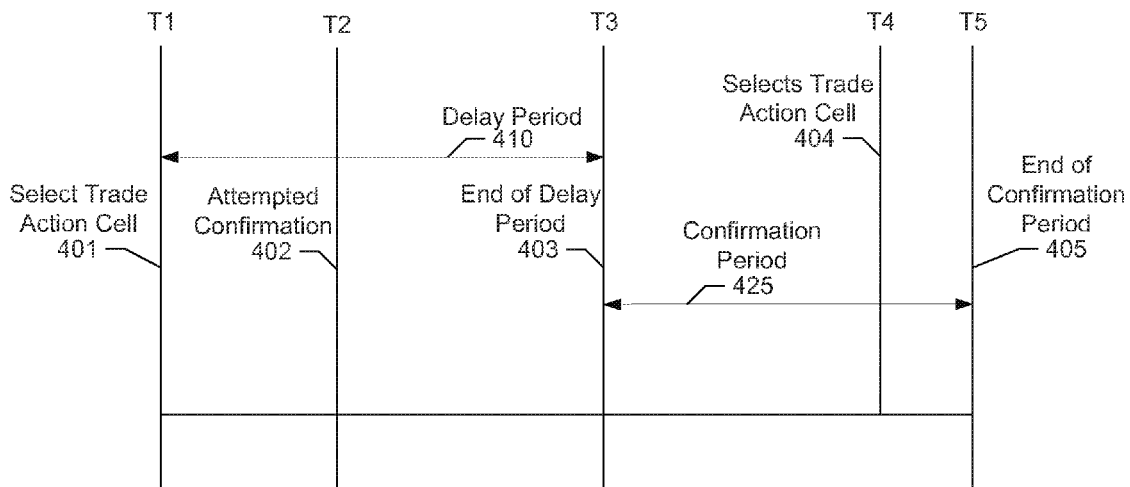 T1
T2
T3
T4
T5
Selects Trade
Action Cell
404
Delay Period
410
End of
Confirmation
Period
405
Select Trade
Action Cell
401
Attempted
Confirmation
402
End of Delay
Period
403
Confirmation
Period
425